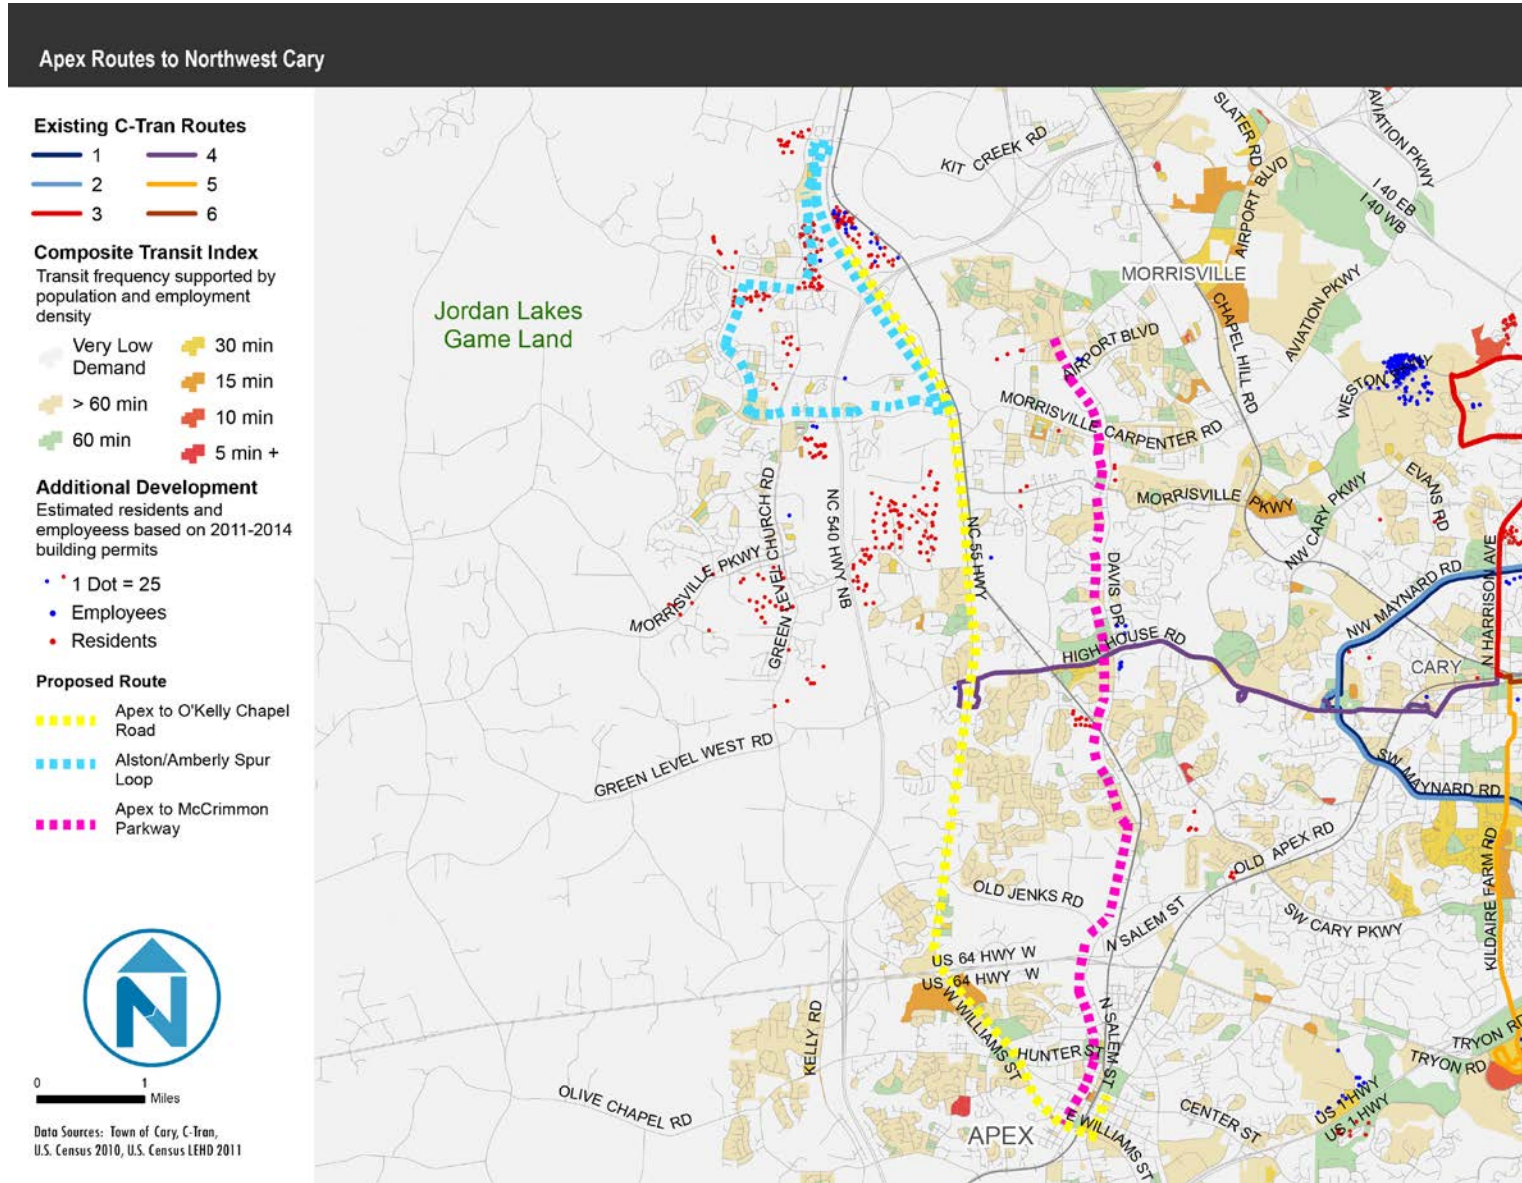 Apex Routes to Northwest Cary
Existing C-Tran Routes
1 4
2 5
3 6
Composite Transit Index
Transit frequency supported by
population and employment
density
Very Low
Demand
> 60 min
60 min
30 min
15 min
10 min
5 min +
Additional Development
Estimated residents and
employeess based on 2011-2014
building permits
1 Dot = 25
Employees
Residents
Proposed Route
Apex to O'Kelly Chapel
Road
Alston/Amberly Spur
Loop
Apex to McCrimmon
Parkway
N
0 1
Miles
Data Sources: Town of Cary, C-Tran,
U.S. Census 2010, U.S. Census LEHD 2011
KIT CREEK RD
SLATER RD
AVIATION PKWY
I 40 EB
I 40 WB
AIRPORT BLVD
MORRISVILLE
Jordan Lakes
Game Land
AVIATION PKWY
CHAPEL HILL RD
AIRPORT BLVD
WESTON PKWY
MORRISVILLE CARPENTER RD
EVANS RD
MORRISVILLE PKWY
NW CARY PKWY
GREEN LEVEL CHURCH RD
NC 540 HWY NB
NC 55 HWY
MORRISVILLE PKWY
DAVIS DR
NW MAYNARD RD
N HARRISON AVE
HIGH HOUSE RD
CARY
GREEN LEVEL WEST RD
SW MAYNARD RD
OLD APEX RD
KILDAIRE FARM RD
OLD JENKS RD
N SALEM ST
SW CARY PKWY
US 64 HWY W
US 64 HWY W
W WILLIAMS ST
N SALEM ST
KELLY RD
HUNTER ST
TRYON RD
TRYON RD
OLIVE CHAPEL RD
US 1 HWY
US 1 HWY
CENTER ST
APEX
E WILLIAMS ST